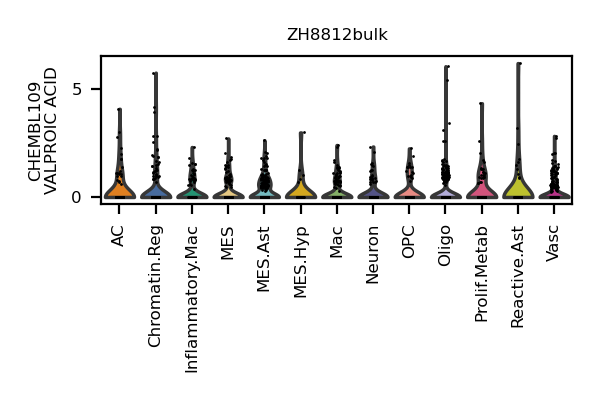 ZH8812bulk
CHEMBL109
VALPROIC ACID
5
0
AC
Chromatin.Reg
Inflammatory.Mac
MES
MES.Ast
MES.Hyp
Mac
Neuron
OPC
Oligo
Prolif.Metab
Reactive.Ast
Vasc